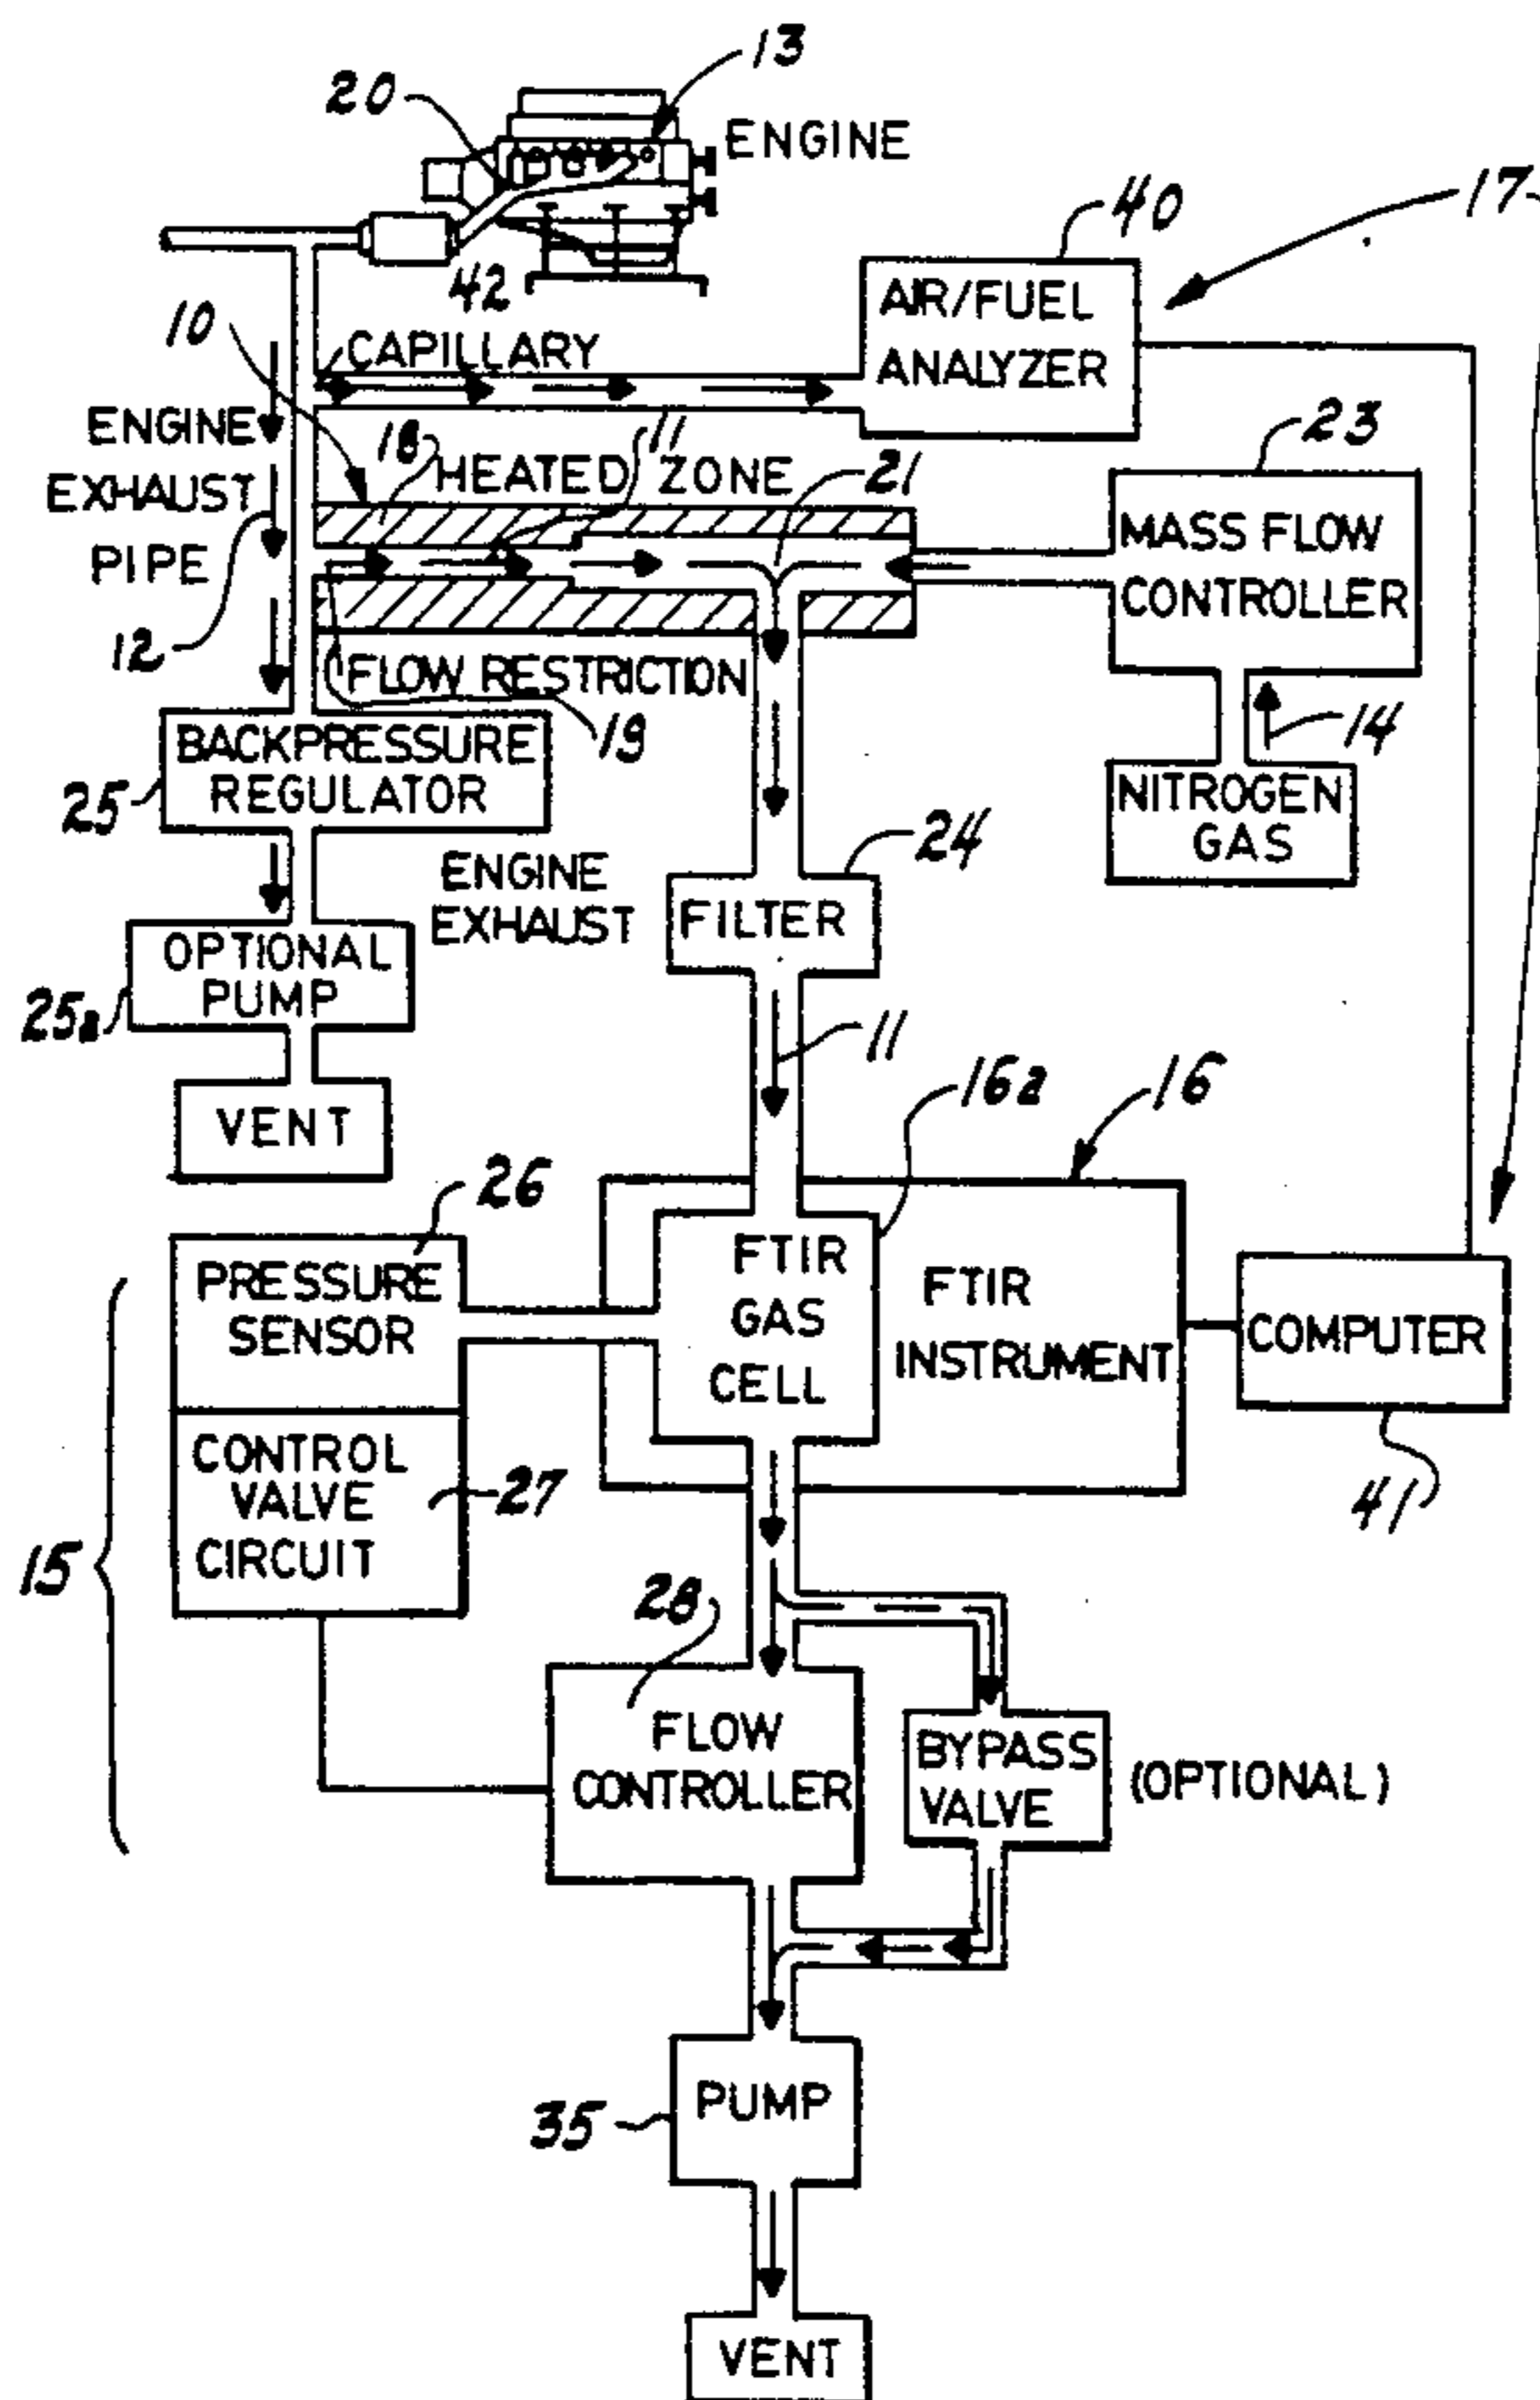 13
20
ENGINE
17
40
42
AIR/FUEL
ANALYZER
10
CAPILLARY
ENGINE
EXHAUST
PIPE
18
11
HEATED ZONE
21
23
MASS FLOW
CONTROLLER
12
FLOW RESTRICTION
19
14
BACKPRESSURE
REGULATOR
25
NITROGEN
GAS
24
ENGINE
EXHAUST
FILTER
OPTIONAL
PUMP
25a
11
16a
16
VENT
26
PRESSURE
SENSOR
FTIR
GAS
CELL
FTIR
INSTRUMENT
COMPUTER
41
CONTROL
VALVE
CIRCUIT
27
15
28
FLOW
CONTROLLER
BYPASS
VALVE
(OPTIONAL)
PUMP
35
VENT